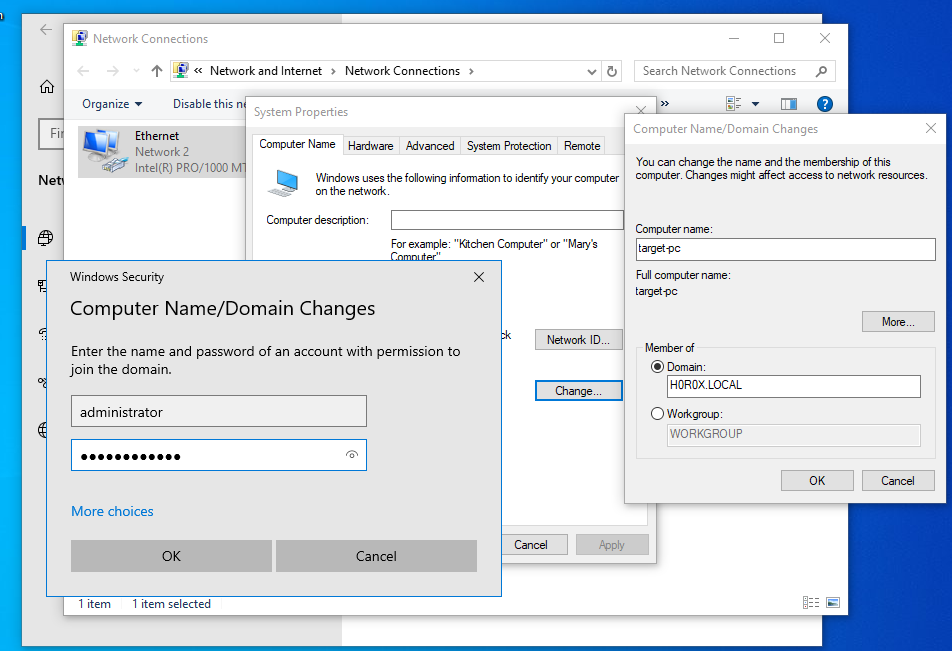 Network Connections
« Network and Internet › Network Connections ›
Search Network Connections
Organize
Disable this ne
»
Fir
Net
Ethernet
Network 2
Intel(R) PRO/1000 MT
System Properties
Computer Name
Hardware
Advanced
System Protection
Remote
Windows uses the following information to identify your computer
on the network.
Computer description:
For example: "Kitchen Computer" or "Mary's
Computer".
ck
Network ID...
Change...
Cancel
Apply
Computer Name/Domain Changes
You can change the name and the membership of this
computer. Changes might affect access to network resources.
Computer name:
target-pc
Full computer name:
target-pc
More...
Member of
Domain:
H0R0X.LOCAL
Workgroup:
WORKGROUP
OK
Cancel
Windows Security
Computer Name/Domain Changes
Enter the name and password of an account with permission to
join the domain.
administrator
●●●●●●●●●●●●
More choices
OK
Cancel
1 item
1 item selected